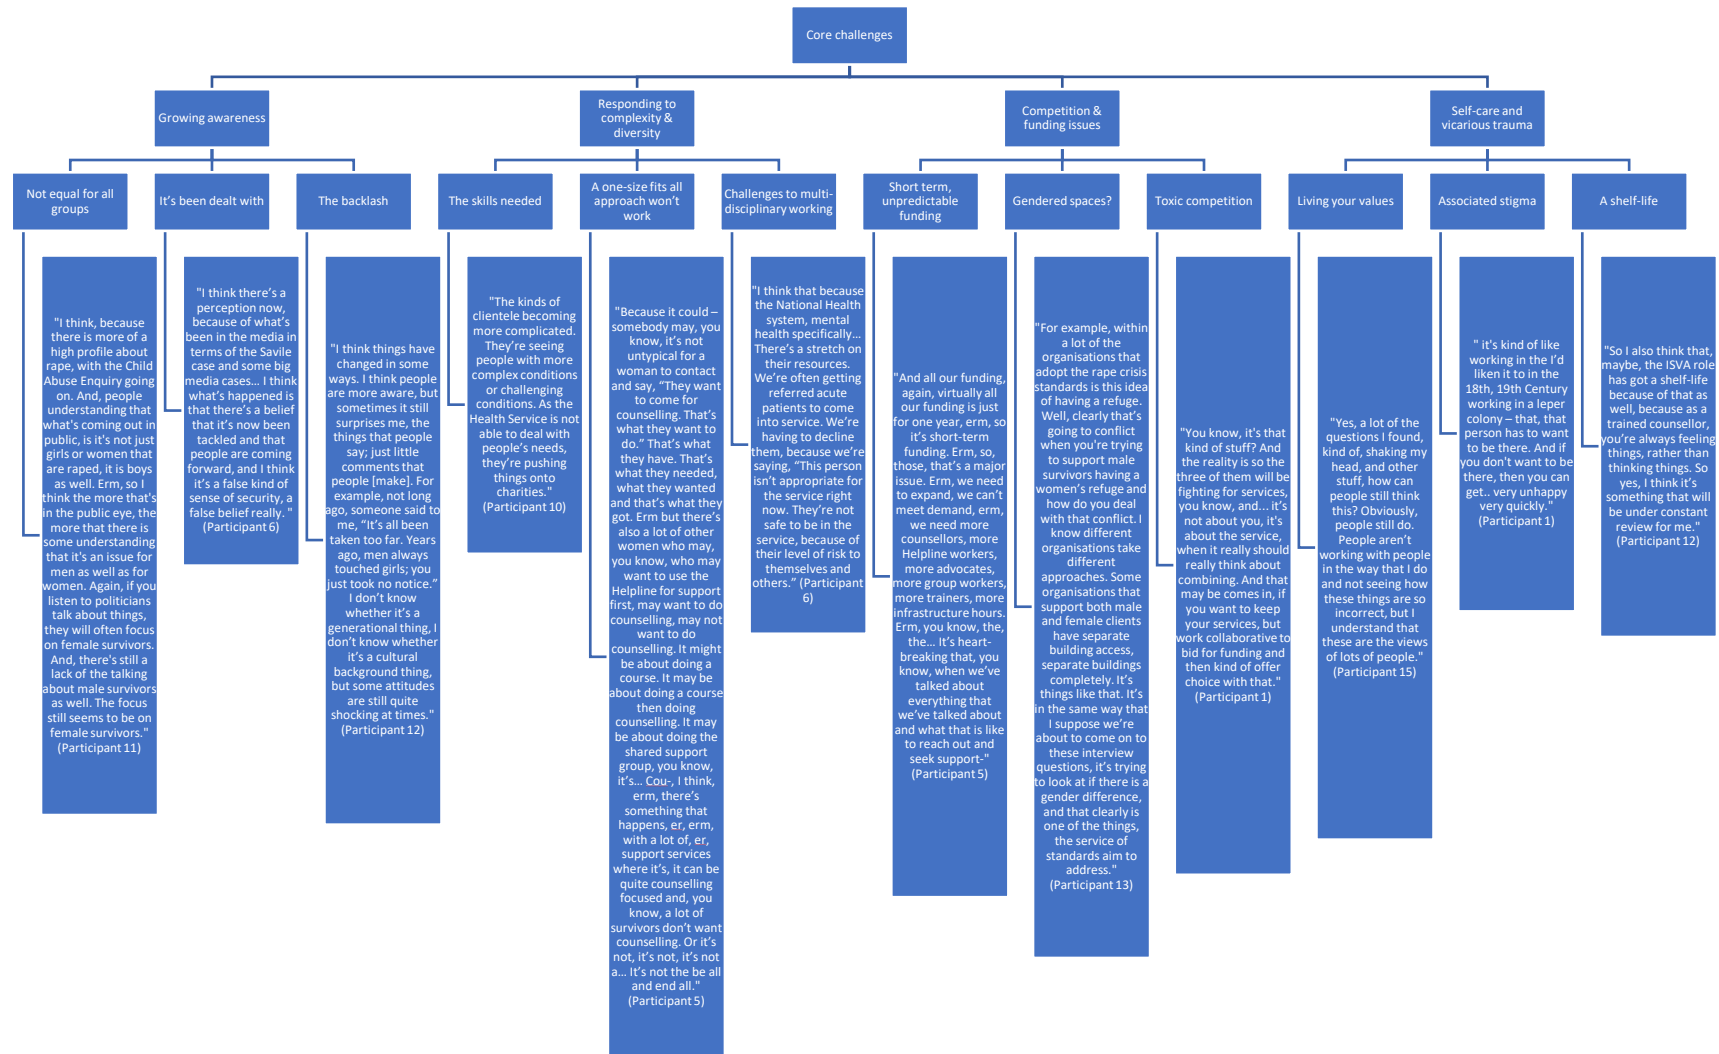 Core challenges
Growing awareness
Responding to
complexity &
diversity
Competition &
funding issues
Self-care and
vicarious trauma
Not equal for all
groups
It's been dealt with
The backlash
The skills needed
A one-size fits all
approach won't
work
Challenges to multi-
disciplinary working
Short term,
unpredictable
funding
Gendered spaces?
Toxic competition
Living your values
Associated stigma
A shelf-life
"I think, because
there is more of a
high profile about
rape, with the Child
Abuse Enquiry going
on. And, people
understanding that
what's coming out in
public, is it's not just
girls or women that
are raped, it is boys
as well. Erm, so I
think the more that's
in the public eye, the
more that there is
some understanding
that it's an issue for
men as well as for
women. Again, if you
listen to politicians
talk about things,
they will often focus
on female survivors.
And, there's still a
lack of the talking
about male survivors
as well. The focus
still seems to be on
female survivors."
(Participant 11)
"I think there's a
perception now,
because of what's
been in the media in
terms of the Savile
case and some big
media cases... I think
what's happened is
that there's a belief
that it's now been
tackled and that
people are coming
forward, and I think
it's a false kind of
sense of security, a
false belief really. "
(Participant 6)
"I think things have
changed in some
ways. I think people
are more aware, but
sometimes it still
surprises me, the
things that people
say; just little
comments that
people [make]. For
example, not long
ago, someone said to
me, "It's all been
taken too far. Years
ago, men always
touched girls; you
just took no notice."
I don't know
whether it's a
generational thing, I
don't know whether
it's a cultural
background thing,
but some attitudes
are still quite
shocking at times."
(Participant 12)
"The kinds of
clientele becoming
more complicated.
They're seeing
people with more
complex conditions
or challenging
conditions. As the
Health Service is not
able to deal with
people's needs,
they're pushing
things onto
charities."
(Participant 10)
"Because it could –
somebody may, you
know, it's not
untypical for a
woman to contact
and say, "They want
to come for
counselling. That's
what they want to
do." That's what
they have. That's
what they needed,
what they wanted
and that's what they
got. Erm but there's
also a lot of other
women who may,
you know, who may
want to use the
Helpline for support
first, may want to do
counselling, may not
want to do
counselling. It might
be about doing a
course. It may be
about doing a course
then doing
counselling. It may
be about doing the
shared support
group, you know,
it's... Cou-, I think,
erm, there's
something that
happens, er, erm,
with a lot of, er,
support services
where it's, it can be
quite counselling
focused and, you
know, a lot of
survivors don't want
counselling. Or it's
not, it's not, it's not
a... It's not the be all
and end all."
(Participant 5)
"I think that because
the National Health
system, mental
health specifically...
There's a stretch on
their resources.
We're often getting
referred acute
patients to come
into service. We're
having to decline
them, because we're
saying, "This person
isn't appropriate for
the service right
now. They're not
safe to be in the
service, because of
their level of risk to
themselves and
others." (Participant
6)
"And all our funding,
again, virtually all
our funding is just
for one year, erm, so
it's short-term
funding. Erm, so,
those, that's a major
issue. Erm, we need
to expand, we can't
meet demand, erm,
we need more
counsellors, more
Helpline workers,
more advocates,
more group workers,
more trainers, more
infrastructure hours.
Erm, you know, the,
the... It's heart-
breaking that, you
know, when we've
talked about
everything that
we've talked about
and what that is like
to reach out and
seek support-"
(Participant 5)
"For example, within
a lot of the
organisations that
adopt the rape crisis
standards is this idea
of having a refuge.
Well, clearly that's
going to conflict
when you're trying
to support male
survivors having a
women's refuge and
how do you deal
with that conflict. I
know different
organisations take
different
approaches. Some
organisations that
support both male
and female clients
have separate
building access,
separate buildings
completely. It's
things like that. It's
in the same way that
I suppose we're
about to come on to
these interview
questions, it's trying
to look at if there is a
gender difference,
and that clearly is
one of the things,
the service of
standards aim to
address."
(Participant 13)
"You know, it's that
kind of stuff? And
the reality is so the
three of them will be
fighting for services,
you know, and... it's
not about you, it's
about the service,
when it really should
really think about
combining. And that
may be comes in, if
you want to keep
your services, but
work collaborative to
bid for funding and
then kind of offer
choice with that."
(Participant 1)
"Yes, a lot of the
questions I found,
kind of, shaking my
head, and other
stuff, how can
people still think
this? Obviously,
people still do.
People aren't
working with people
in the way that I do
and not seeing how
these things are so
incorrect, but I
understand that
these are the views
of lots of people."
(Participant 15)
" it's kind of like
working in the I'd
liken it to in the
18th, 19th Century
working in a leper
colony – that, that
person has to want
to be there. And if
you don't want to be
there, then you can
get.. very unhappy
very quickly."
(Participant 1)
"So I also think that,
maybe, the ISVA role
has got a shelf-life
because of that as
well, because as a
trained counsellor,
you're always feeling
things, rather than
thinking things. So
yes, I think it's
something that will
be under constant
review for me."
(Participant 12)